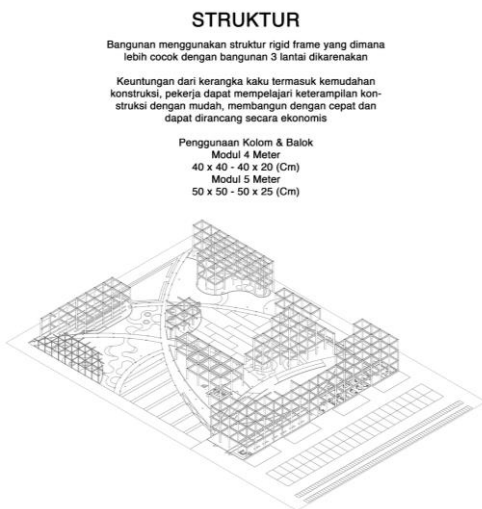 STRUKTUR
Bangunan menggunakan struktur rigid frame yang dimana
lebih cocok dengan bangunan 3 lantai dikarenakan
Keuntungan dari kerangka kaku termasuk kemudahan
konstruksi, pekerja dapat mempelajari keterampilan kon-
struksi dengan mudah, membangun dengan cepat dan
dapat dirancang secara ekonomis
Penggunaan Kolom & Balok
Modul 4 Meter
40 x 40 - 40 x 20 (Cm)
Modul 5 Meter
50 x 50 - 50 x 25 (Cm)